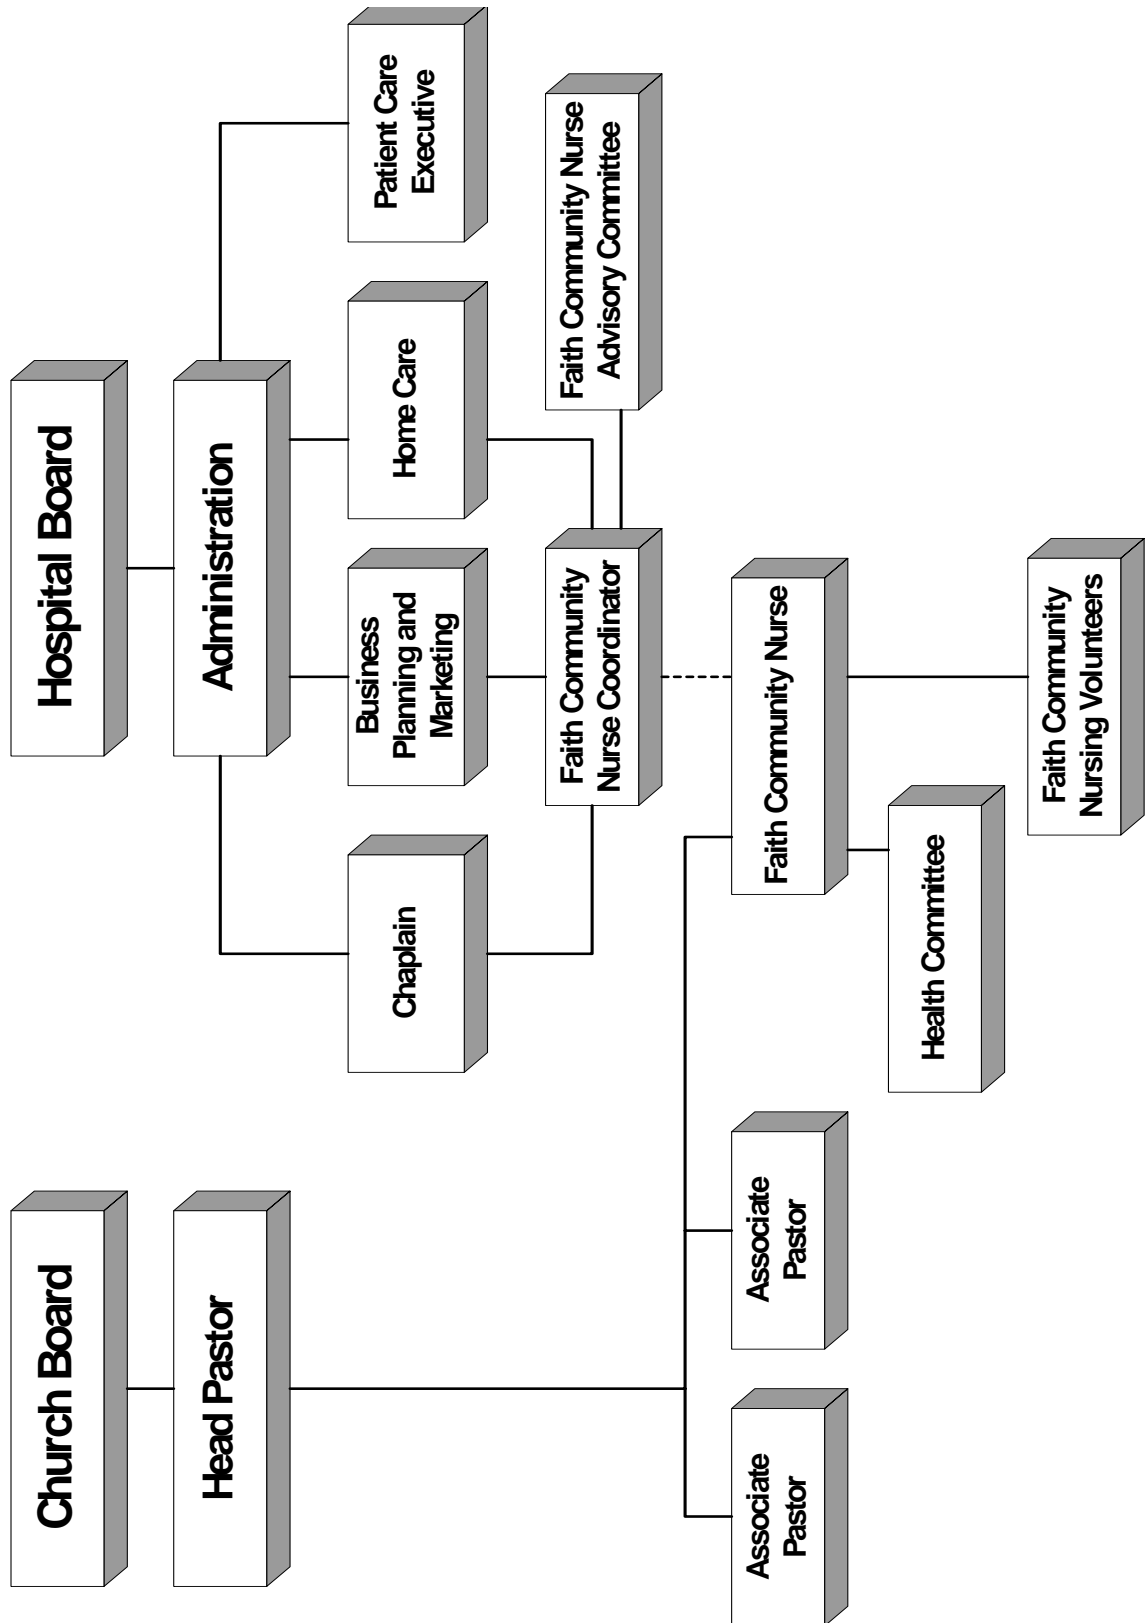 Church Board
Hospital Board
Head Pastor
Administration
Chaplain
Business
Planning and
Marketing
Home Care
Patient Care
Executive
Faith Community
Nurse Coordinator
Faith Community Nurse
Advisory Committee
Associate
Pastor
Associate
Pastor
Faith Community Nurse
Health Committee
Faith Community
Nursing Volunteers